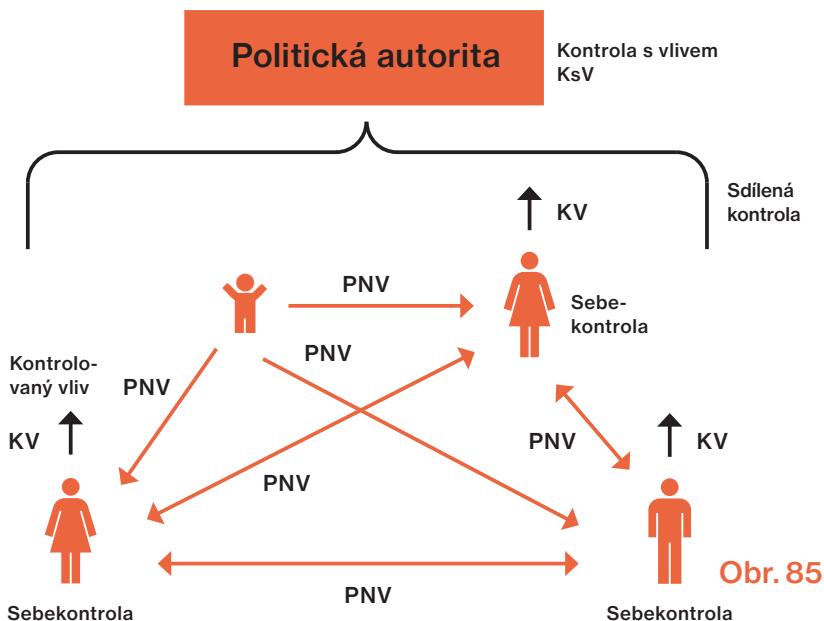 Politická autorita
Kontrola s vlivem
KsV
Sdílená
kontrola
KV
PNV
Sebe-
kontrola
PNV
Kontrolo-
vaný vliv
PNV
KV
KV
PNV
PNV
Obr. 85
PNV
Sebekontrola
Sebekontrola